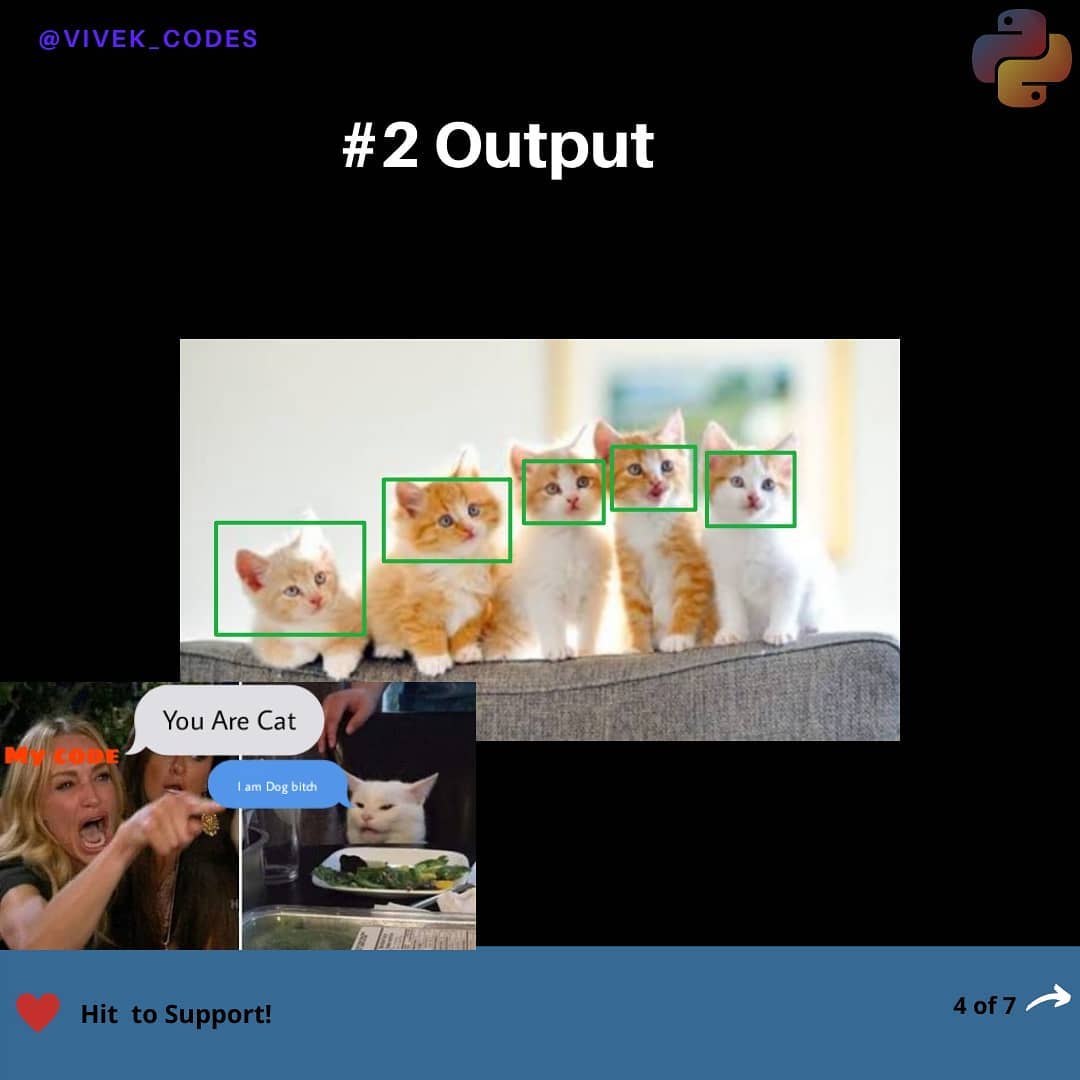 @VIVEK_CODES
#2 Output
You Are Cat
My CODE
I am Dog bitch
Hit  to Support!
4 of 7